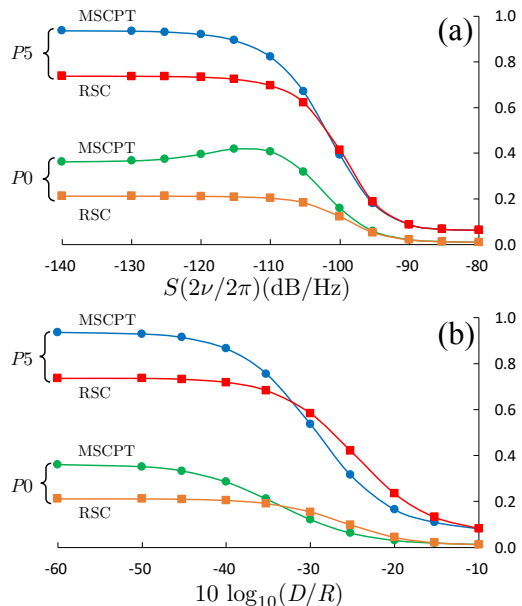 MSCPT
(a)
1.0
P5
0.8
RSC
0.6
MSCPT
0.4
P0
0.2
RSC
0.0
-140 -130 -120 -110 -100 -90 -80
S(2ν/2π)(dB/Hz)
MSCPT
(b)
1.0
P5
0.8
RSC
0.6
MSCPT
0.4
P0
0.2
RSC
0.0
-60 -50 -40 -30 -20 -10
10 log₁₀(D/R)